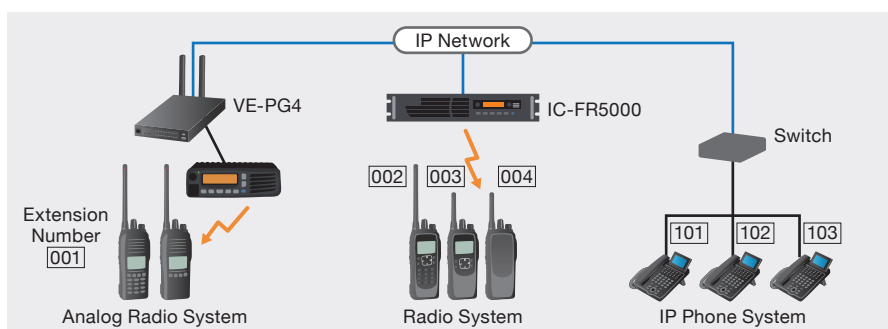 IP Network
VE-PG4
IC-FR5000
Switch
002 003 004
Extension
Number
001
101 102 103
Analog Radio System
Radio System
IP Phone System